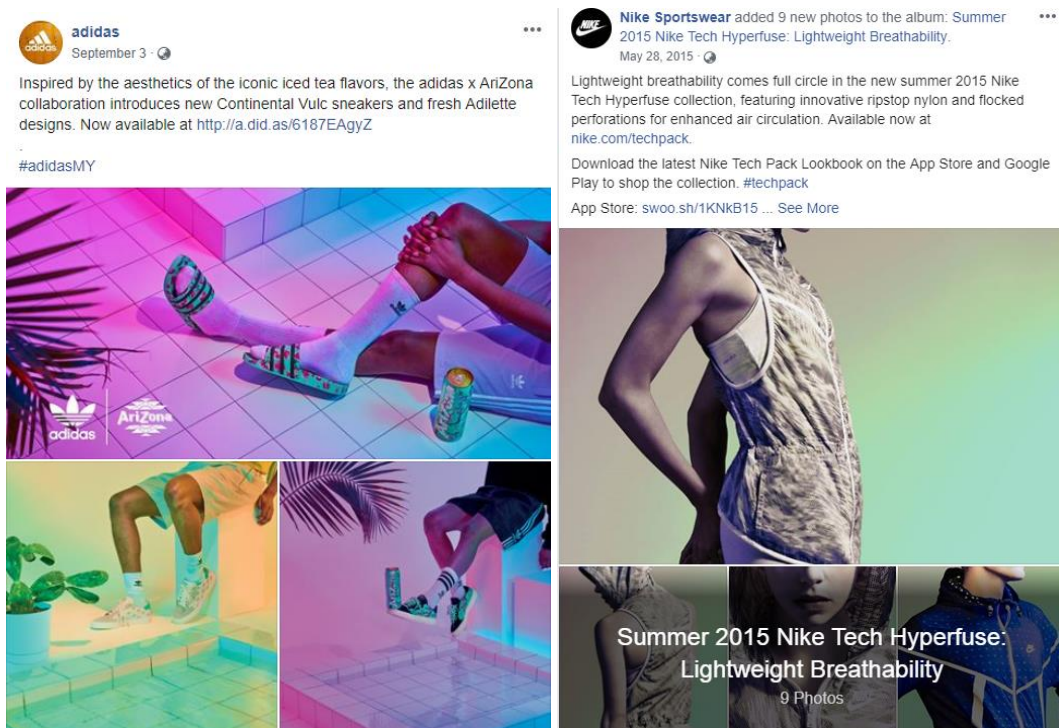 adidas
September 3 ·
Inspired by the aesthetics of the iconic iced tea flavors, the adidas x AriZona
collaboration introduces new Continental Vulc sneakers and fresh Adilette
designs. Now available at http://a.did.as/6187EAgyZ
.
#adidasMY
adidas
AriZona
Nike Sportswear added 9 new photos to the album: Summer
2015 Nike Tech Hyperfuse: Lightweight Breathability.
May 28, 2015 ·
Lightweight breathability comes full circle in the new summer 2015 Nike
Tech Hyperfuse collection, featuring innovative ripstop nylon and flocked
perforations for enhanced air circulation. Available now at
nike.com/techpack.
Download the latest Nike Tech Pack Lookbook on the App Store and Google
Play to shop the collection. #techpack
App Store: swoo.sh/1KNkB15 ... See More
Summer 2015 Nike Tech Hyperfuse:
Lightweight Breathability
9 Photos